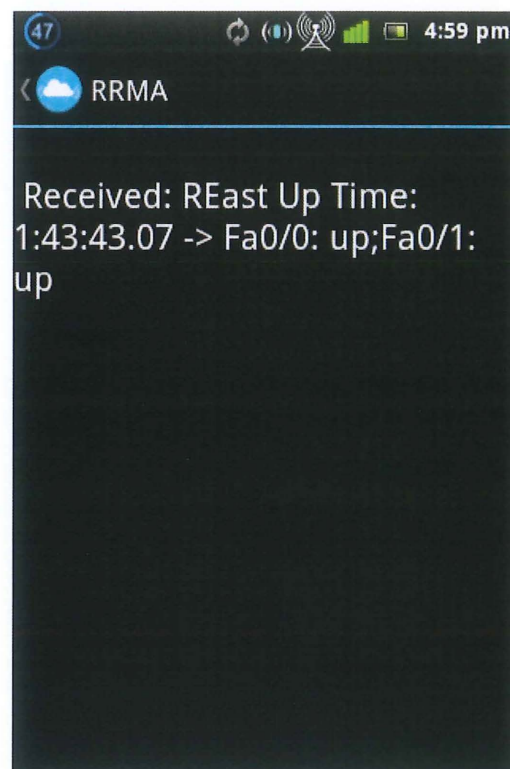 47 4:59 pm
RRMA
Received: REast Up Time:
1:43:43.07 -> Fa0/0: up;Fa0/1:
up